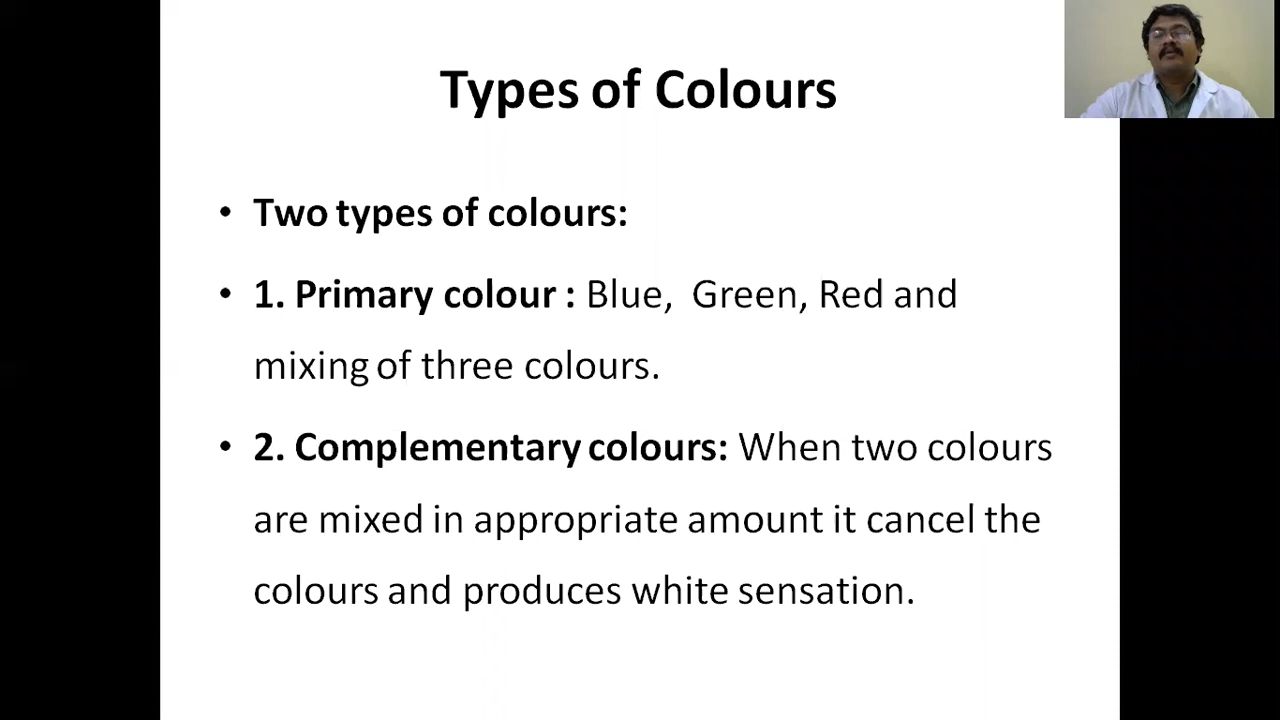 Types of Colours
• Two types of colours:
• 1. Primary colour : Blue, Green, Red and
mixing of three colours.
• 2. Complementary colours: When two colours
are mixed in appropriate amount it cancel the
colours and produces white sensation.